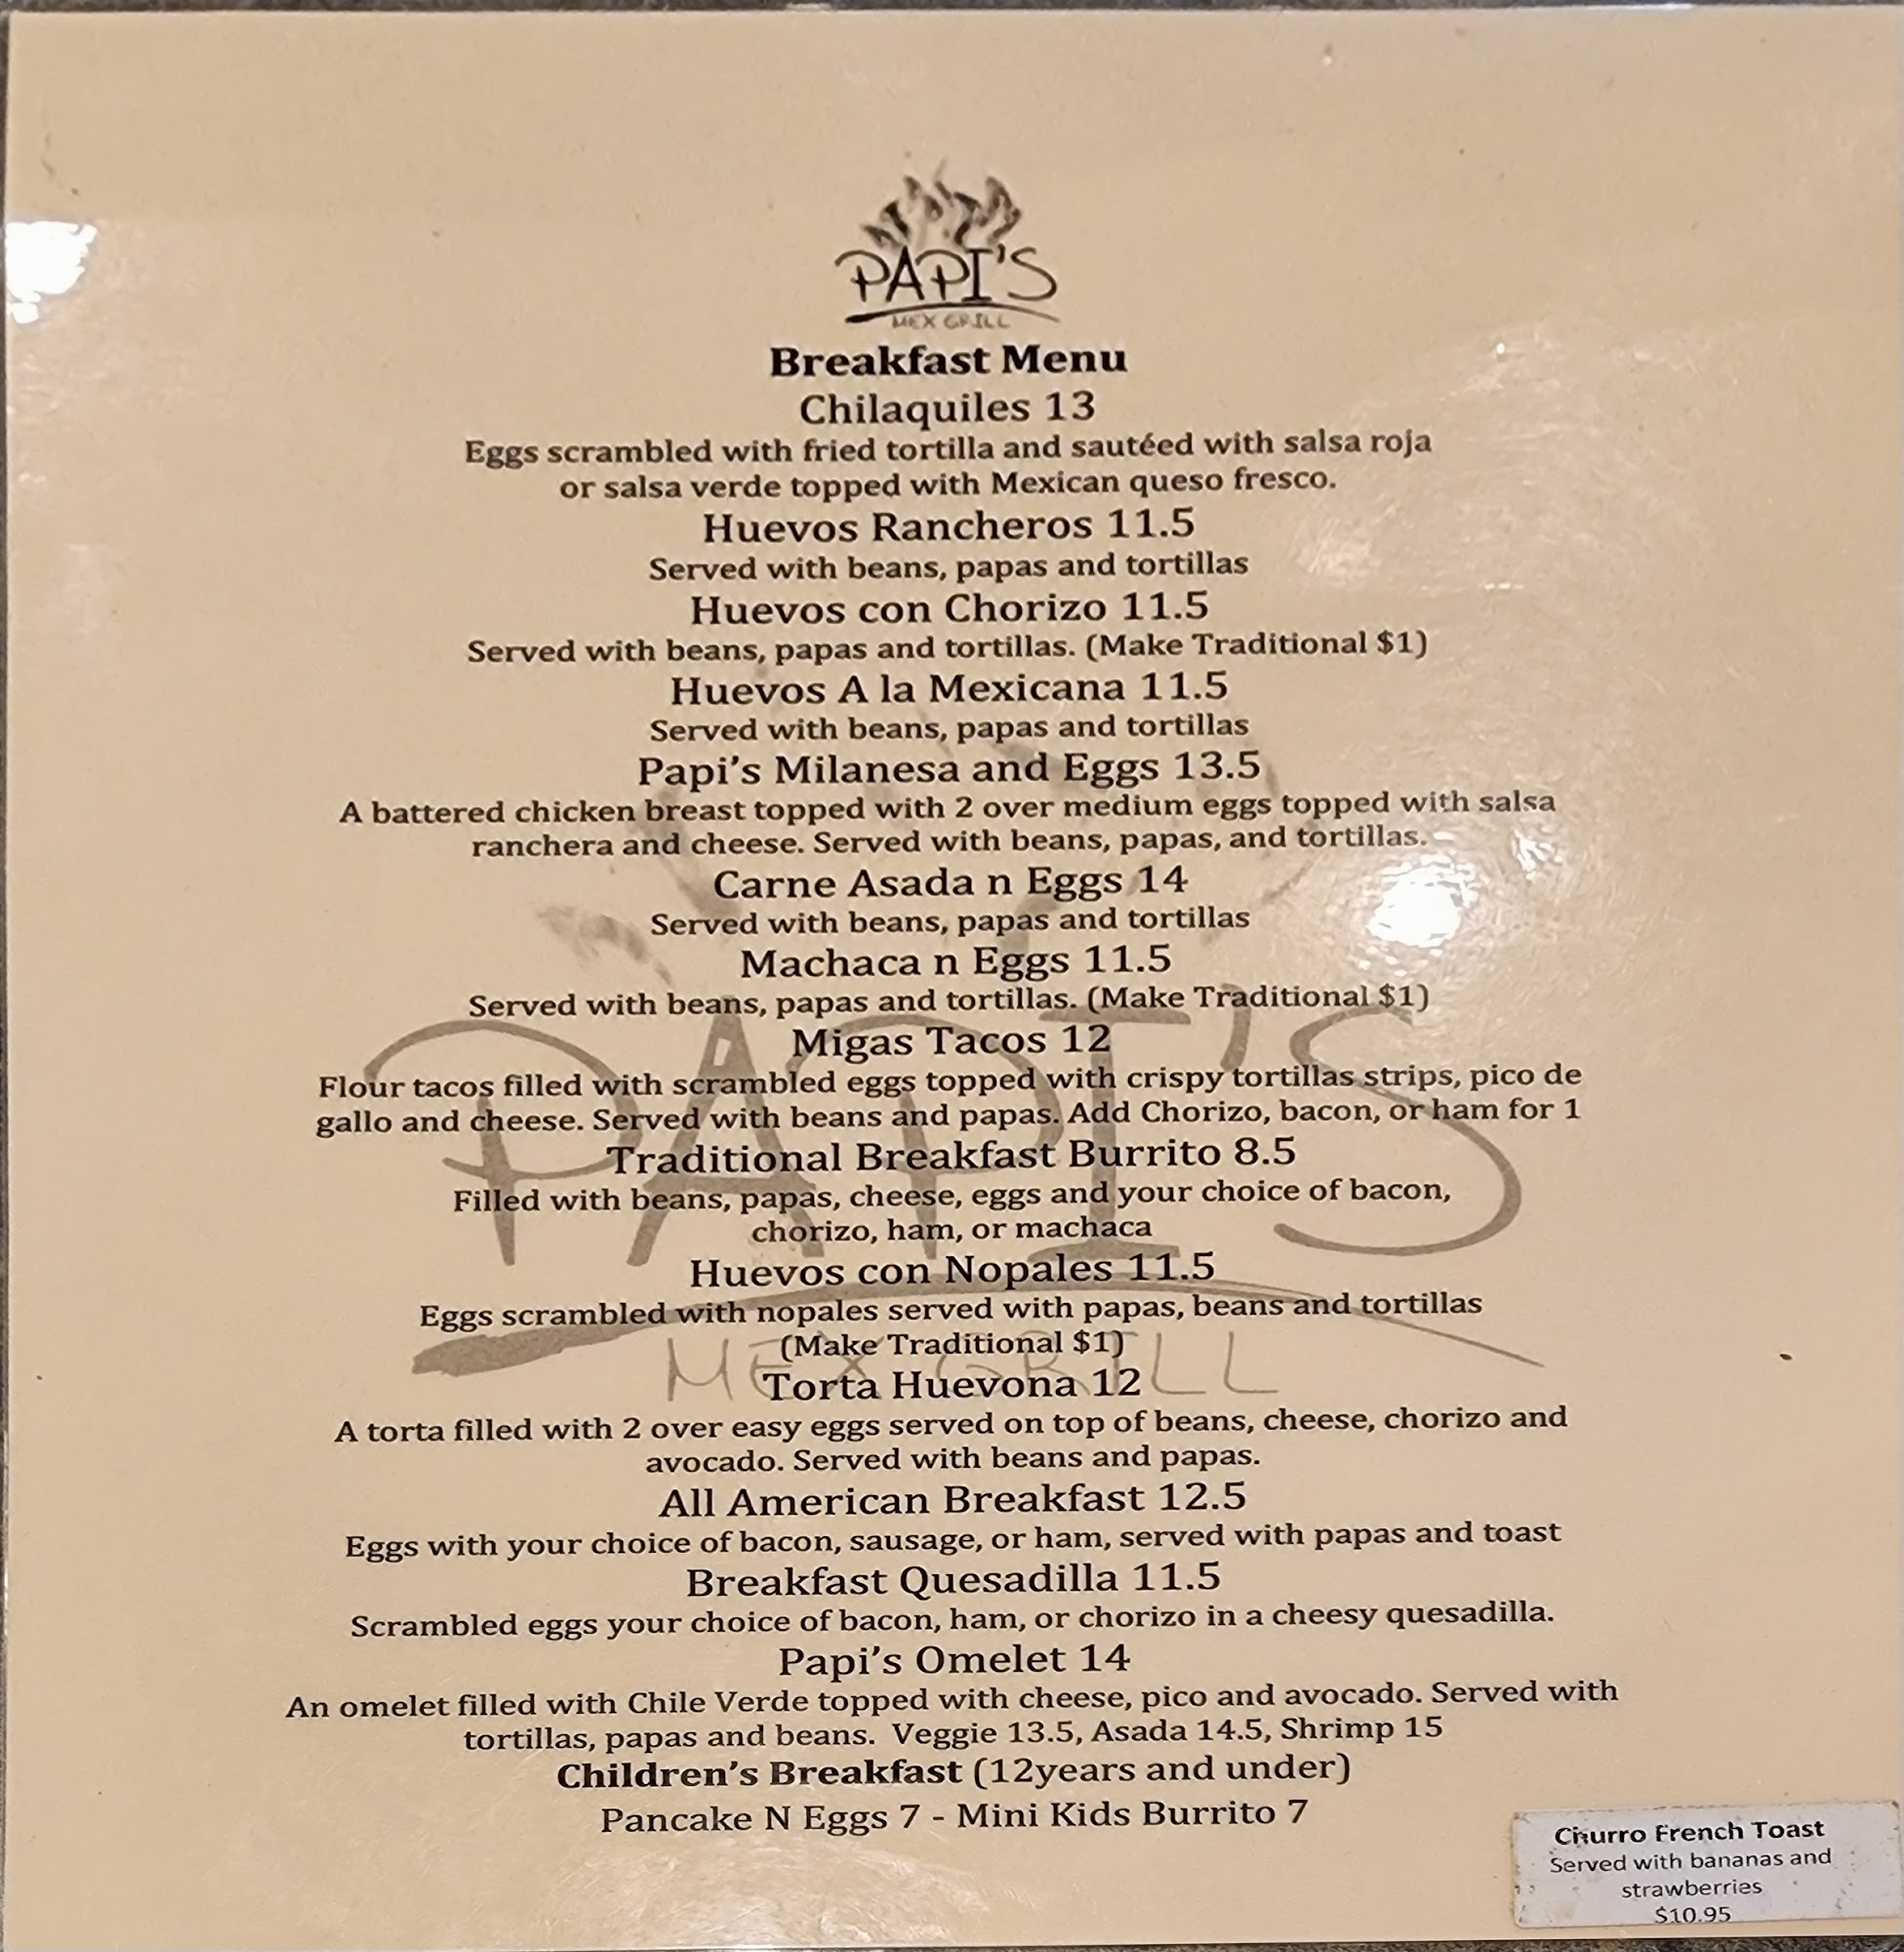 PAPI'S
MEX GRILL
Breakfast Menu
Chilaquiles 13
Eggs scrambled with fried tortilla and sautéed with salsa roja
or salsa verde topped with Mexican queso fresco.
Huevos Rancheros 11.5
Served with beans, papas and tortillas
Huevos con Chorizo 11.5
Served with beans, papas and tortillas. (Make Traditional $1)
Huevos A la Mexicana 11.5
Served with beans, papas and tortillas
Papi's Milanesa and Eggs 13.5
A battered chicken breast topped with 2 over medium eggs topped with salsa
ranchera and cheese. Served with beans, papas, and tortillas.
Carne Asada n Eggs 14
Served with beans, papas and tortillas
Machaca n Eggs 11.5
Served with beans, papas and tortillas. (Make Traditional $1)
Migas Tacos 12
Flour tacos filled with scrambled eggs topped with crispy tortillas strips, pico de
gallo and cheese. Served with beans and papas. Add Chorizo, bacon, or ham for 1
Traditional Breakfast Burrito 8.5
Filled with beans, papas, cheese, eggs and your choice of bacon,
chorizo, ham, or machaca
Huevos con Nopales 11.5
Eggs scrambled with nopales served with papas, beans and tortillas
(Make Traditional $1)
Torta Huevona 12
A torta filled with 2 over easy eggs served on top of beans, cheese, chorizo and
avocado. Served with beans and papas.
All American Breakfast 12.5
Eggs with your choice of bacon, sausage, or ham, served with papas and toast
Breakfast Quesadilla 11.5
Scrambled eggs your choice of bacon, ham, or chorizo in a cheesy quesadilla.
Papi's Omelet 14
An omelet filled with Chile Verde topped with cheese, pico and avocado. Served with
tortillas, papas and beans. Veggie 13.5, Asada 14.5, Shrimp 15
Children's Breakfast (12years and under)
Pancake N Eggs 7 - Mini Kids Burrito 7
Churro French Toast
Served with bananas and
strawberries
$10.95
PAPI'S
MEX GRILL